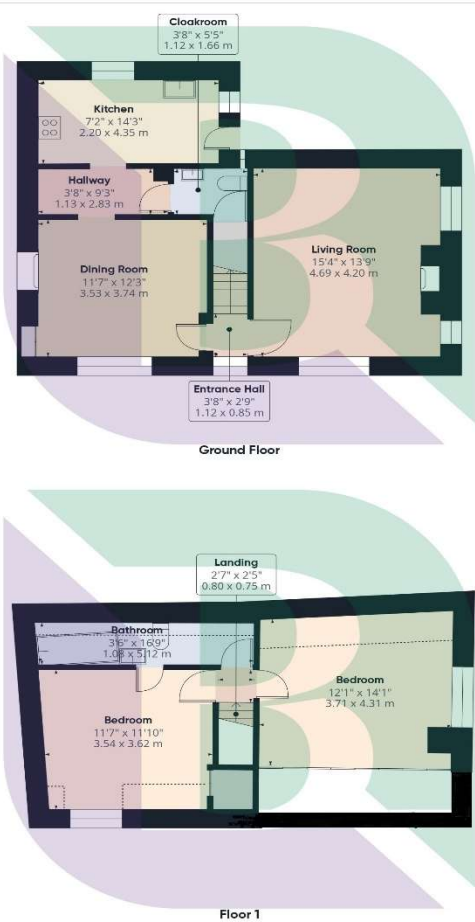 Cloakroom
3'8" x 5'5"
1.12 x 1.66 m
Kitchen
7'2" x 14'3"
2.20 x 4.35 m
Hallway
3'8" x 9'3"
1.13 x 2.83 m
Living Room
15'4" x 13'9"
4.69 x 4.20 m
Dining Room
11'7" x 12'3"
3.53 x 3.74 m
Entrance Hall
3'8" x 2'9"
1.12 x 0.85 m
Ground Floor
Landing
2'7" x 2'5"
0.80 x 0.75 m
Bathroom
3'6" x 16'9"
1.08 x 5.12 m
Bedroom
12'1" x 14'1"
3.71 x 4.31 m
Bedroom
11'7" x 11'10"
3.54 x 3.62 m
Floor 1